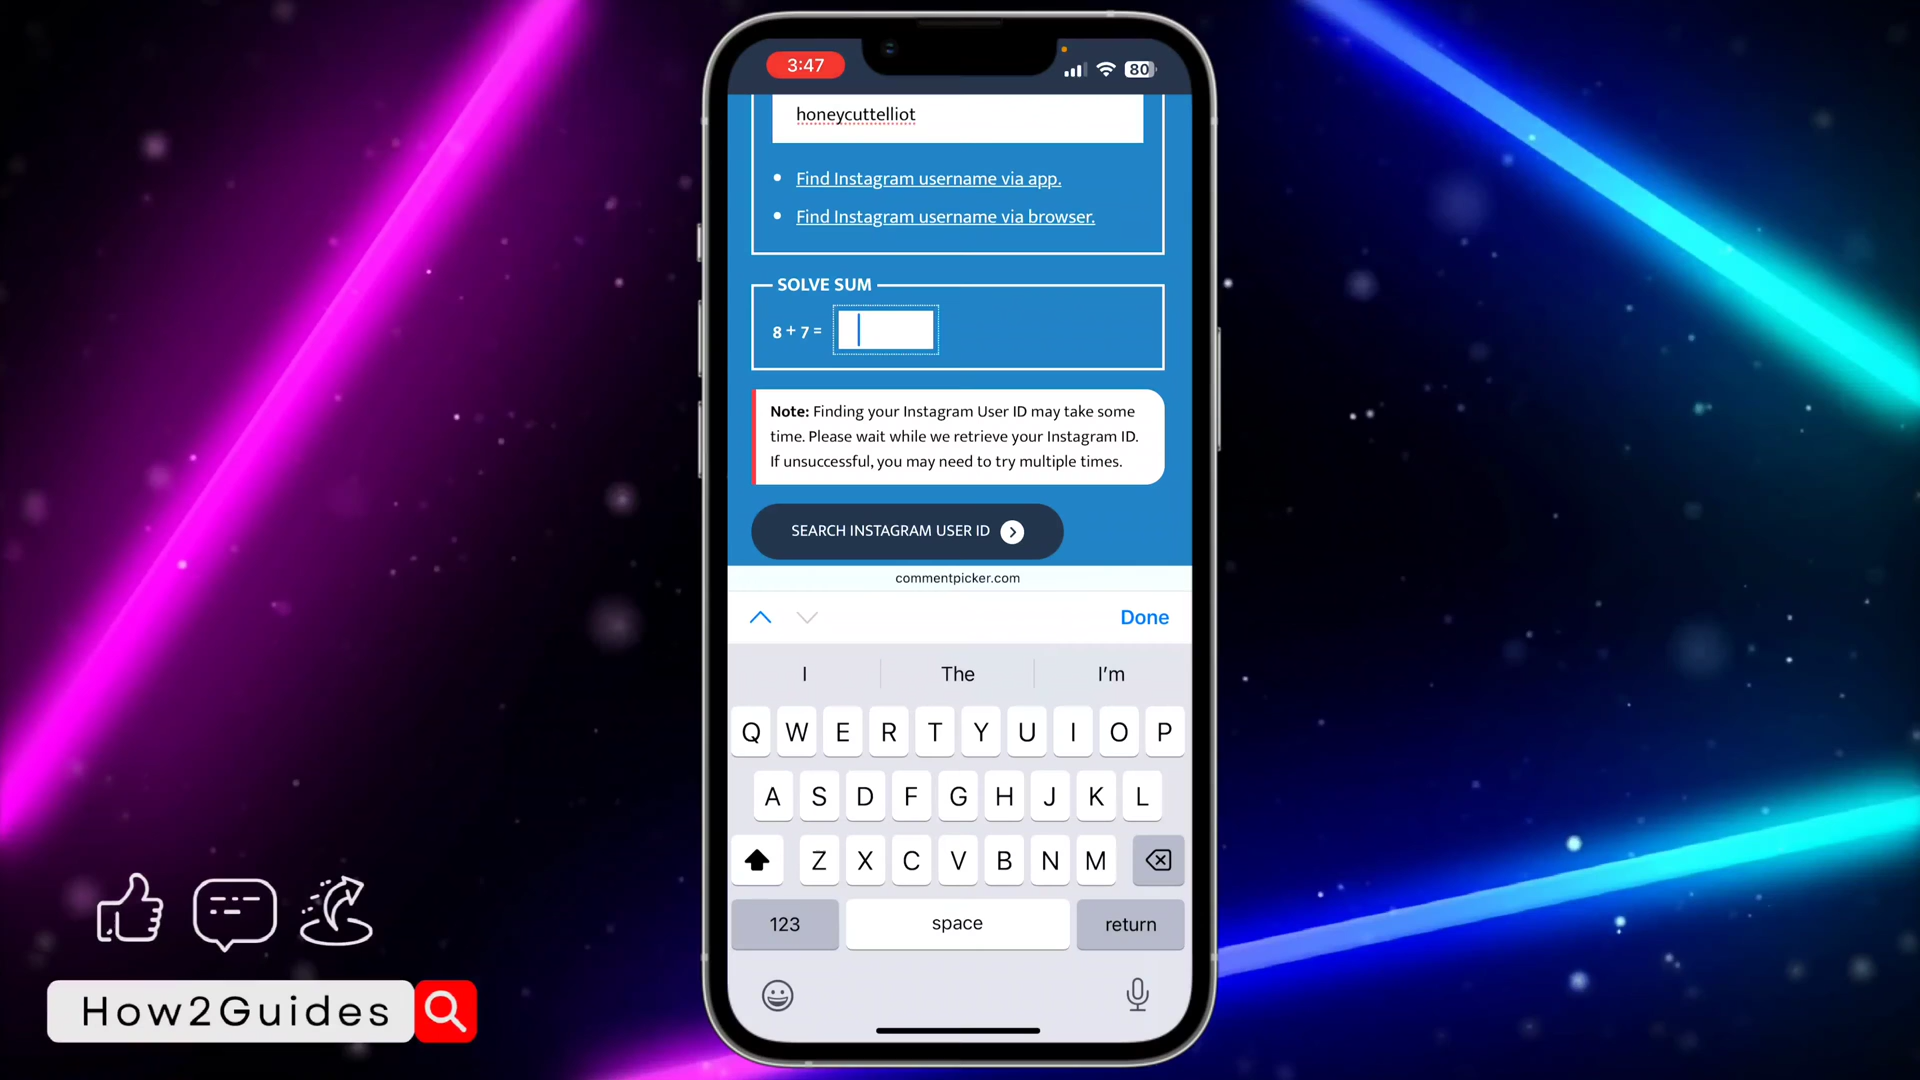 3:47
80
honeycuttelliot
• Find Instagram username via app.
• Find Instagram username via browser.
SOLVE SUM
8 + 7 =
Note: Finding your Instagram User ID may take some
time. Please wait while we retrieve your Instagram ID.
If unsuccessful, you may need to try multiple times.
SEARCH INSTAGRAM USER ID
commentpicker.com
Done
I The I'm
Q W E R T Y U I O P
A S D F G H J K L
Z X C V B N M
123 space return
How2Guides